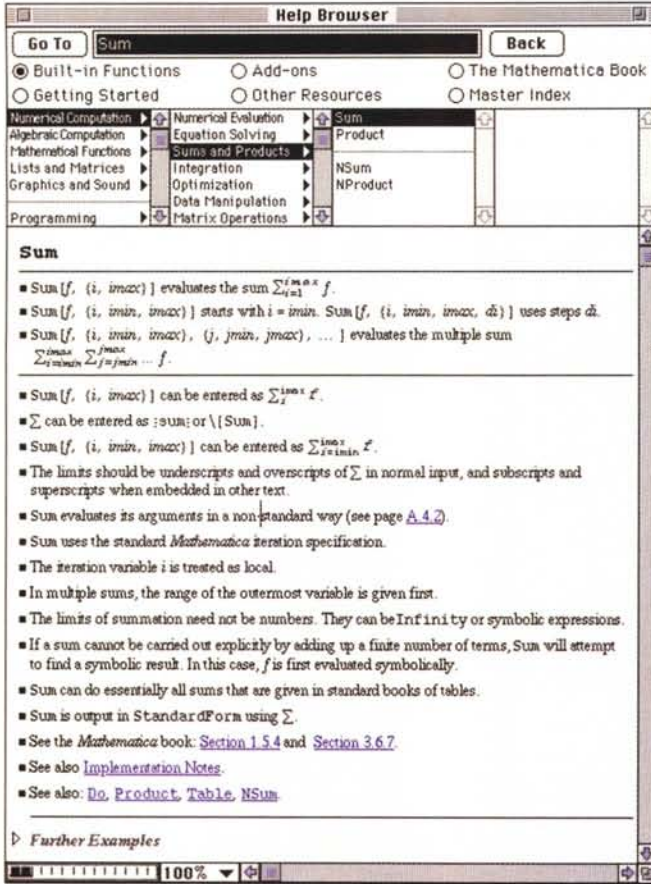 Help Browser
Go To Sum Back
Built-in Functions Add-ons The Mathematica Book
Getting Started Other Resources Master Index
Numerical Computation Numerical Evaluation Sum
Algebraic Computation Equation Solving Product
Mathematical Functions Sums and Products
Lists and Matrices Integration NSum
Graphics and Sound Optimization NProduct
Data Manipulation
Programming Matrix Operations
Sum
■ Sum[f, {i, imax}] evaluates the sum ∑_{i=1}^{imax} f.
■ Sum[f, {i, imin, imax}] starts with i = imin. Sum[f, {i, imin, imax, di}] uses steps di.
■ Sum[f, {i, imin, imax}, {j, jmin, jmax}, ... ] evaluates the multiple sum
∑_{i=imin}^{imax} ∑_{j=jmin}^{jmax} ... f.
■ Sum[f, {i, imax}] can be entered as ∑_{i}^{imax} f.
■ ∑ can be entered as ⋮sum⋮ or \[Sum].
■ Sum[f, {i, imin, imax}] can be entered as ∑_{i=imin}^{imax} f.
■ The limits should be underscripts and overscripts of ∑ in normal input, and subscripts and
superscripts when embedded in other text.
■ Sum evaluates its arguments in a non-standard way (see page A.4.2).
■ Sum uses the standard Mathematica iteration specification.
■ The iteration variable i is treated as local.
■ In multiple sums, the range of the outermost variable is given first.
■ The limits of summation need not be numbers. They can be Infinity or symbolic expressions.
■ If a sum cannot be carried out explicitly by adding up a finite number of terms, Sum will attempt
to find a symbolic result. In this case, f is first evaluated symbolically.
■ Sum can do essentially all sums that are given in standard books of tables.
■ Sum is output in StandardForm using ∑.
■ See the Mathematica book: Section 1.5.4 and Section 3.6.7.
■ See also Implementation Notes.
■ See also: Do, Product, Table, NSum.
▷ Further Examples
100%